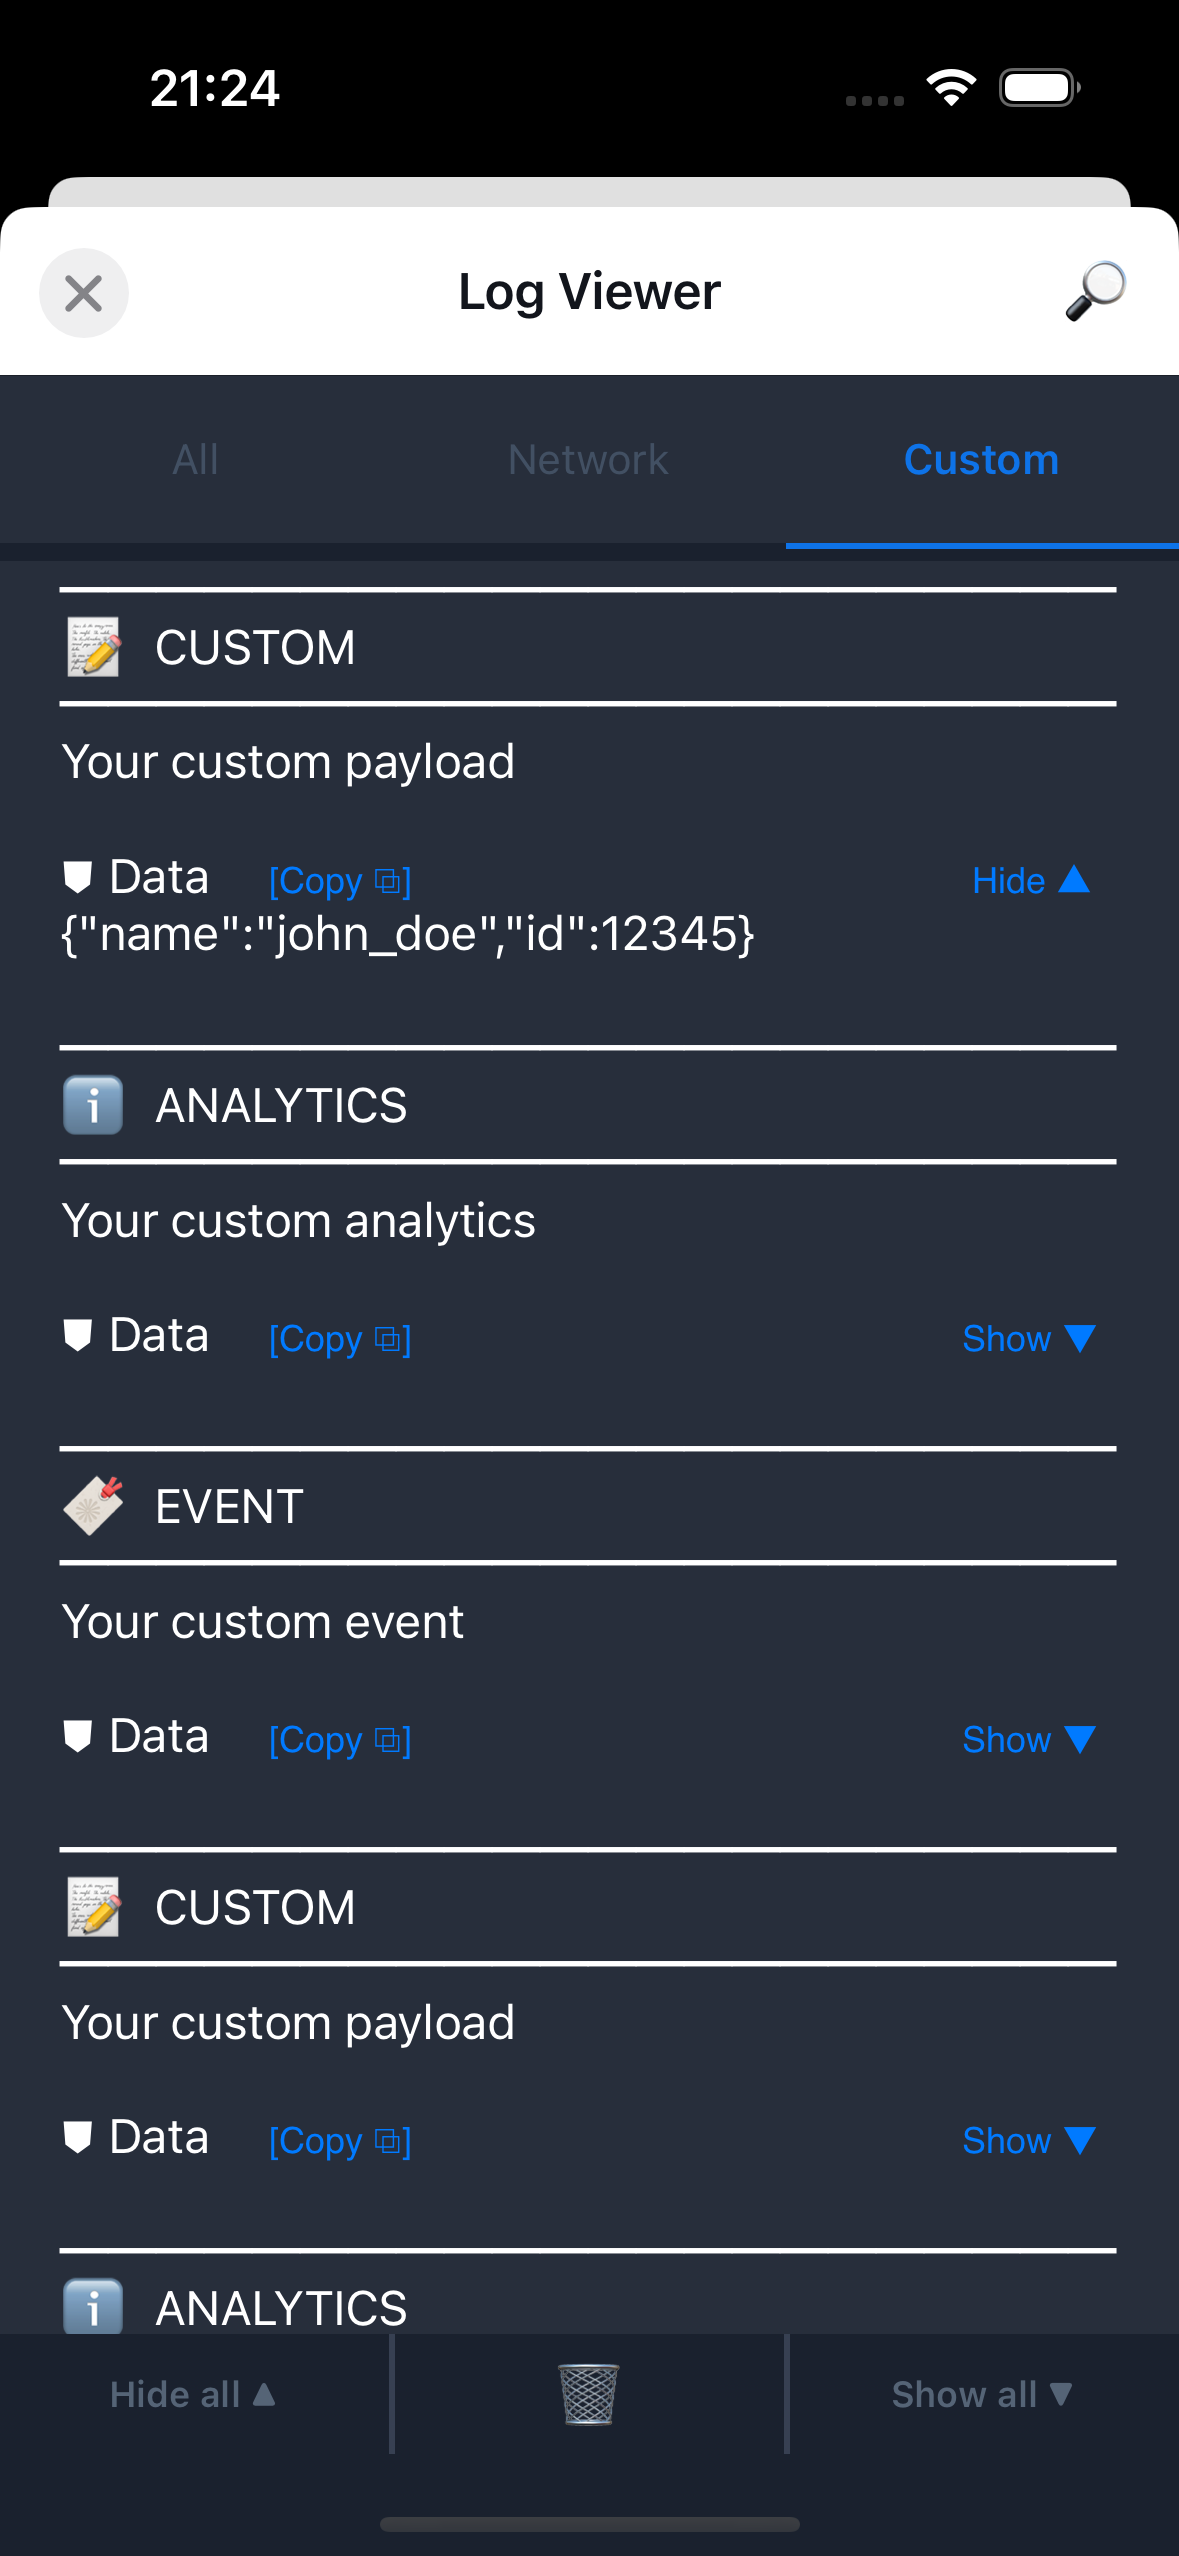 21:24
Log Viewer
All Network Custom
CUSTOM
Your custom payload
Data [Copy ⧉] Hide ▲
{"name":"john_doe","id":12345}
ANALYTICS
Your custom analytics
Data [Copy ⧉] Show ▼
EVENT
Your custom event
Data [Copy ⧉] Show ▼
CUSTOM
Your custom payload
Data [Copy ⧉] Show ▼
ANALYTICS
Hide all ▲ Show all ▼